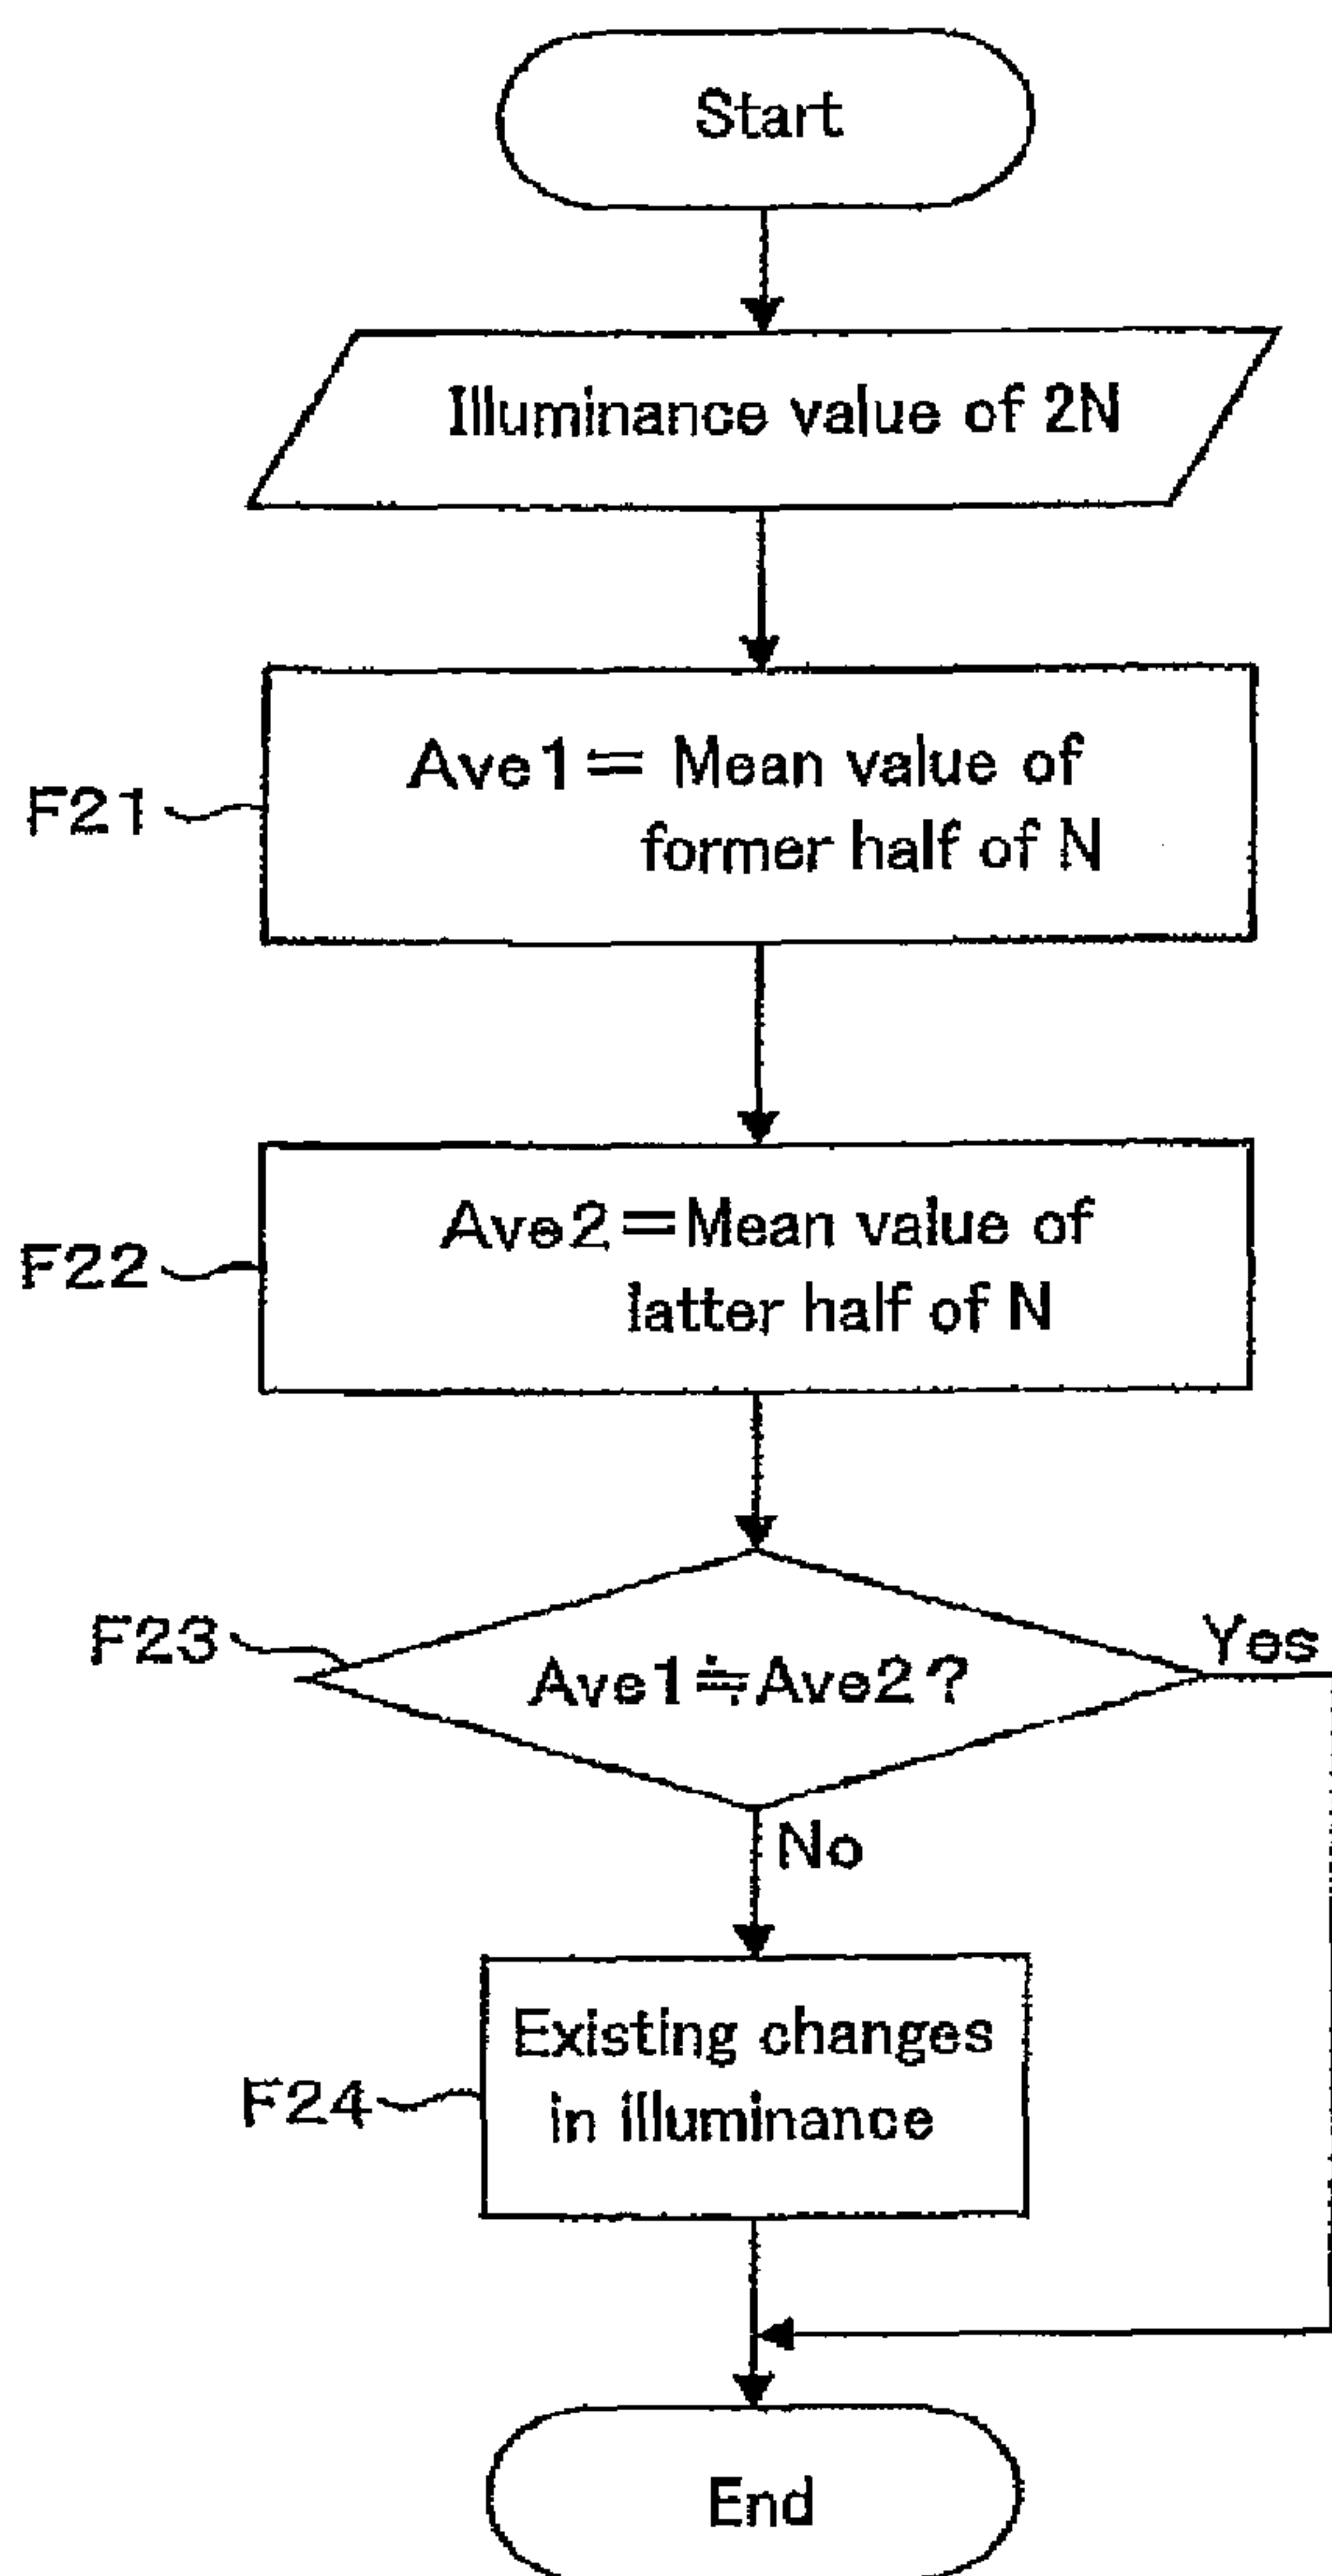 Start
Illuminance value of 2N
F21
Ave1＝ Mean value of
former half of N
F22
Ave2＝Mean value of
latter half of N
F23
Ave1≒Ave2？
Yes
No
F24
Existing changes
in illuminance
End